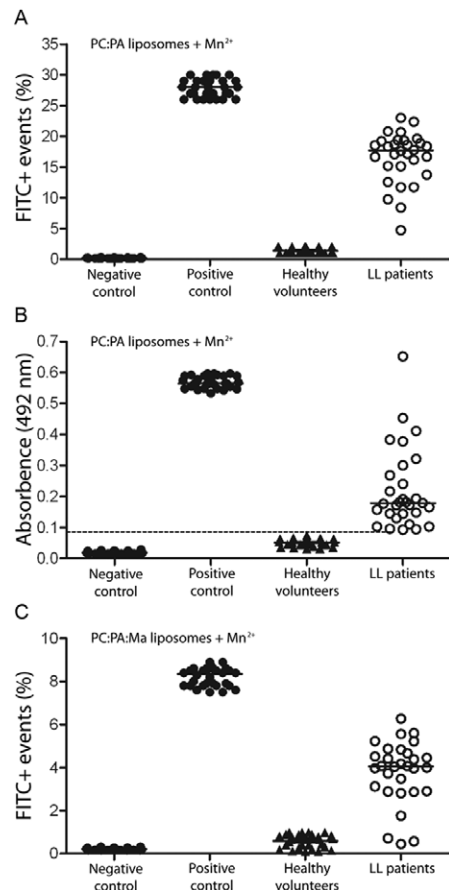 A
PC:PA liposomes + Mn²⁺
FITC+ events (%)
35
30
25
20
15
10
5
0
Negative control
Positive control
Healthy volunteers
LL patients
B
PC:PA liposomes + Mn²⁺
Absorbence (492 nm)
0.7
0.6
0.5
0.4
0.3
0.2
0.1
0.0
Negative control
Positive control
Healthy volunteers
LL patients
C
PC:PA:Ma liposomes + Mn²⁺
FITC+ events (%)
10
8
6
4
2
0
Negative control
Positive control
Healthy volunteers
LL patients